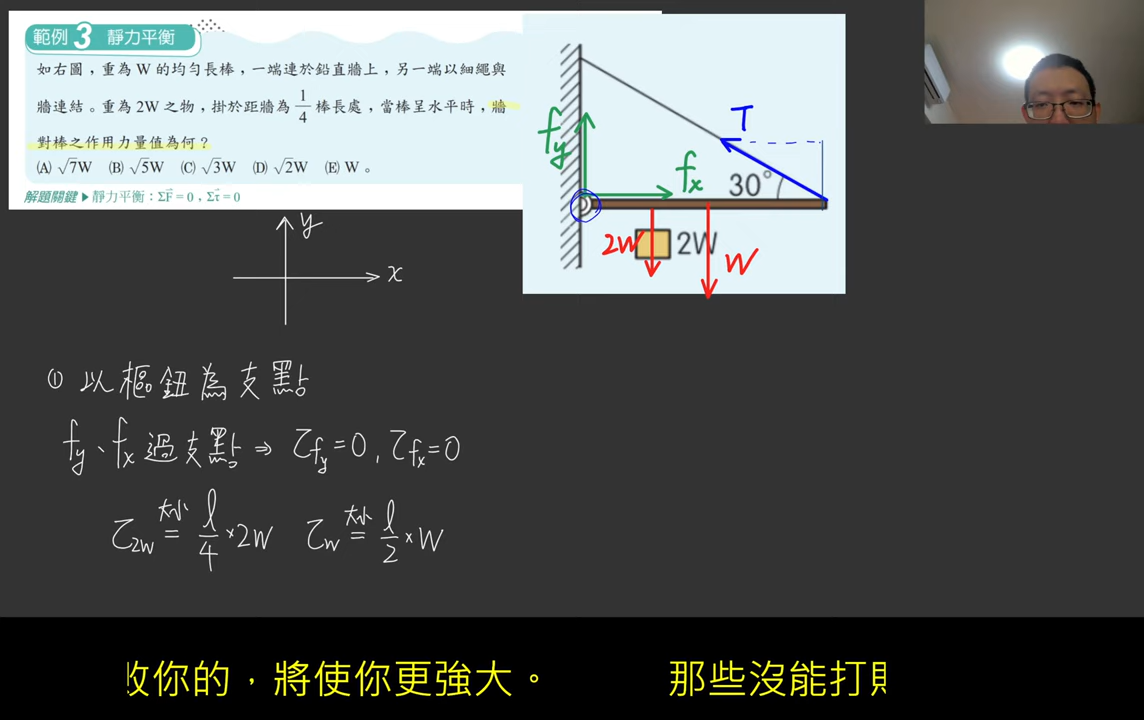 範例 3 靜力平衡
如右圖，重為 W 的均勻長棒，一端連於鉛直牆上，另一端以細繩與
牆連結。重為 2W 之物，掛於距牆為 1/4 棒長處，當棒呈水平時，牆
對棒之作用力量值為何？
(A) √7W (B) √5W (C) √3W (D) √2W (E) W。
解題關鍵▶靜力平衡：ΣF⃗ = 0，Στ⃗ = 0
T
fy
fx
30°
2W
2W
W
y
x
① 以樞鈕為支點
fy、fx 過支點 ⇒ τfy = 0, τfx = 0
τ2W 大小= l/4 × 2W τW 大小= l/2 × W
你的，將使你更強大。 那些沒能打